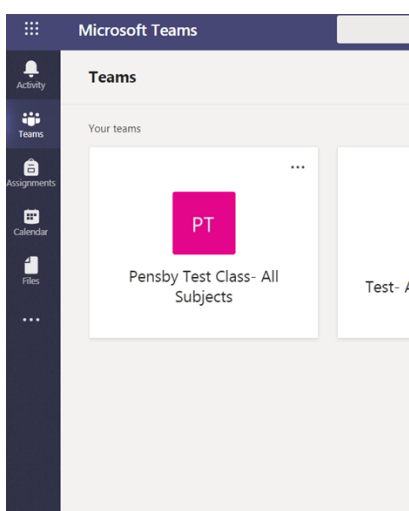 Microsoft Teams
Activity
Teams
Assignments
Calendar
Files
...
Teams
Your teams
...
PT
Pensby Test Class- All
Subjects
Test-